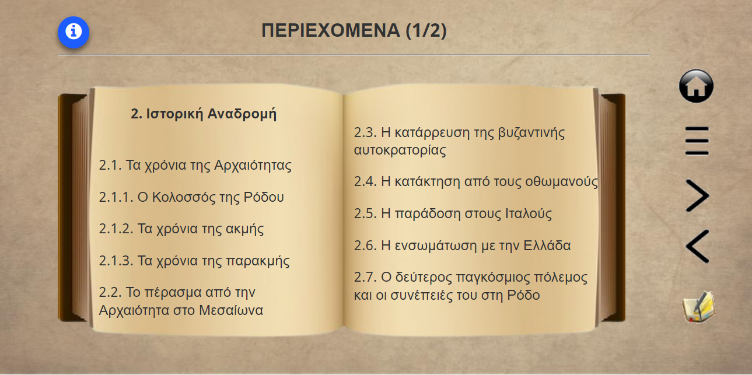 ΠΕΡΙΕΧΟΜΕΝΑ (1/2)
2. Ιστορική Αναδρομή
2.1. Τα χρόνια της Αρχαιότητας
2.1.1. Ο Κολοσσός της Ρόδου
2.1.2. Τα χρόνια της ακμής
2.1.3. Τα χρόνια της παρακμής
2.2. Το πέρασμα από την
Αρχαιότητα στο Μεσαίωνα
2.3. Η κατάρρευση της βυζαντινής
αυτοκρατορίας
2.4. Η κατάκτηση από τους οθωμανούς
2.5. Η παράδοση στους Ιταλούς
2.6. Η ενσωμάτωση με την Ελλάδα
2.7. Ο δεύτερος παγκόσμιος πόλεμος
και οι συνέπειές του στη Ρόδο